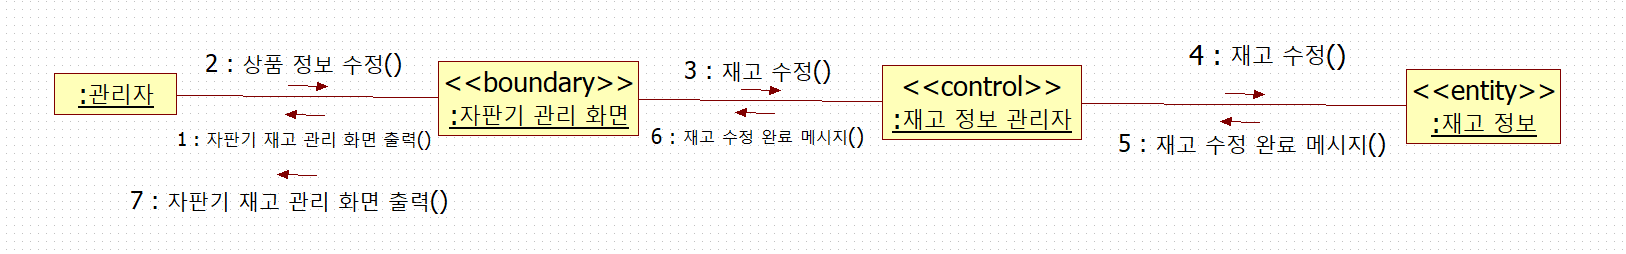 :관리자
2 : 상품 정보 수정()
1 : 자판기 재고 관리 화면 출력()
7 : 자판기 재고 관리 화면 출력()
<<boundary>>
:자판기 관리 화면
3 : 재고 수정()
6 : 재고 수정 완료 메시지()
<<control>>
:재고 정보 관리자
4 : 재고 수정()
5 : 재고 수정 완료 메시지()
<<entity>>
:재고 정보